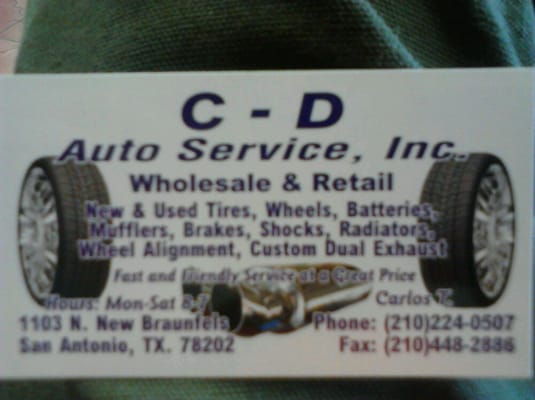 C - D
Auto Service, Inc.
Wholesale & Retail
New & Used Tires, Wheels, Batteries,
Mufflers, Brakes, Shocks, Radiators,
Wheel Alignment, Custom Dual Exhaust
Fast and friendly Service at a Great Price
Hours: Mon-Sat 8-7
Carlos T.
1103 N. New Braunfels
Phone: (210)224-0507
San Antonio, TX. 78202
Fax: (210)448-2886